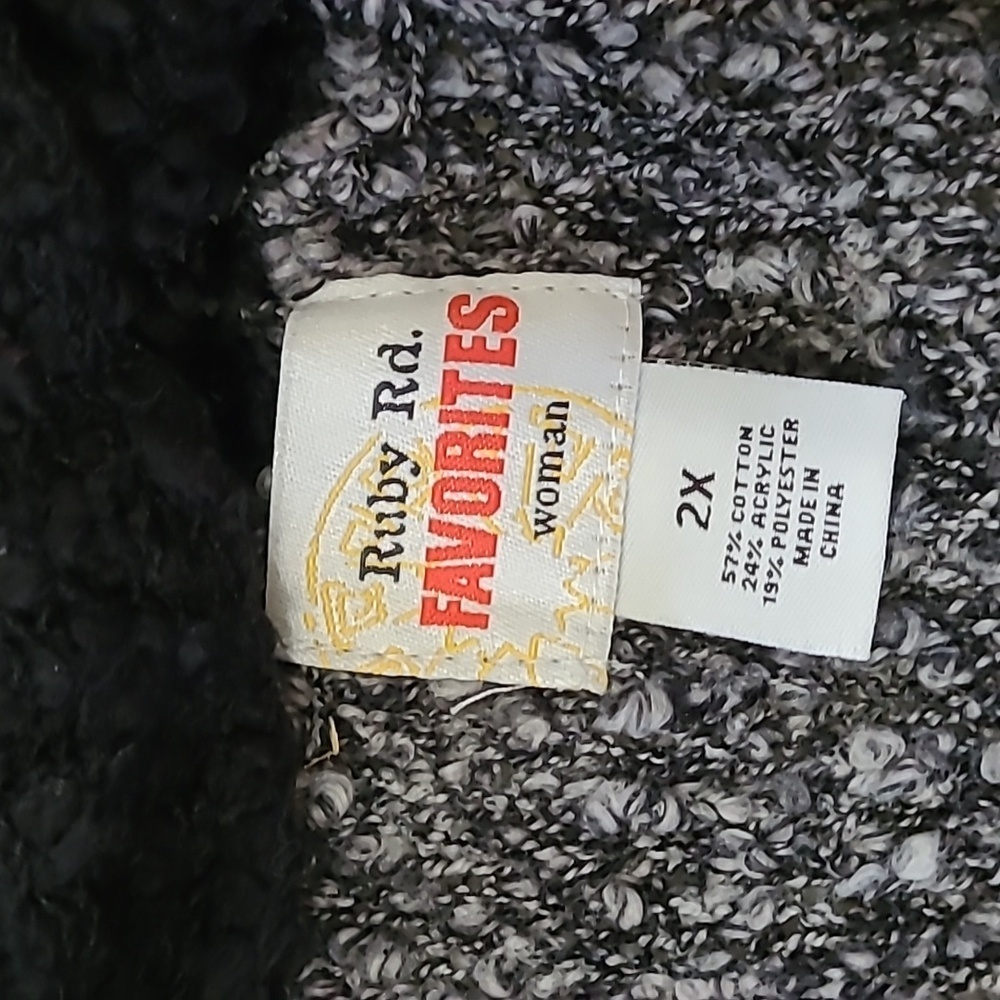 Ruby Rd.
FAVORITES
woman
2X
57% COTTON
24% ACRYLIC
19% POLYESTER
MADE IN
CHINA